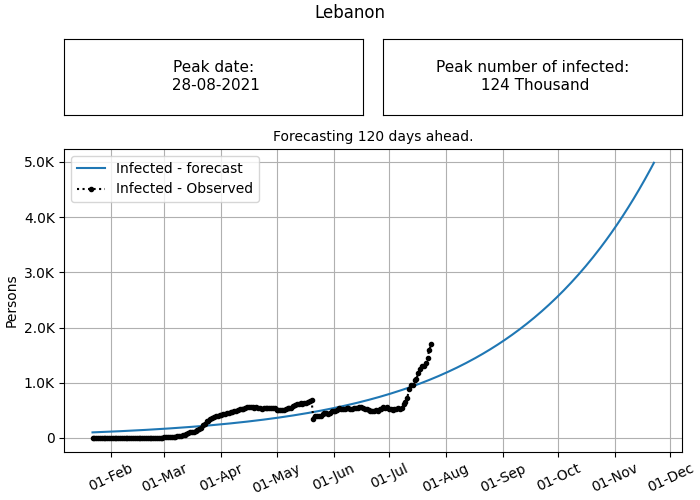 Lebanon
Peak date:
28-08-2021
Peak number of infected:
124 Thousand
Forecasting 120 days ahead.
Infected - forecast
Infected - Observed
Persons
5.0K
4.0K
3.0K
2.0K
1.0K
0
01-Feb
01-Mar
01-Apr
01-May
01-Jun
01-Jul
01-Aug
01-Sep
01-Oct
01-Nov
01-Dec